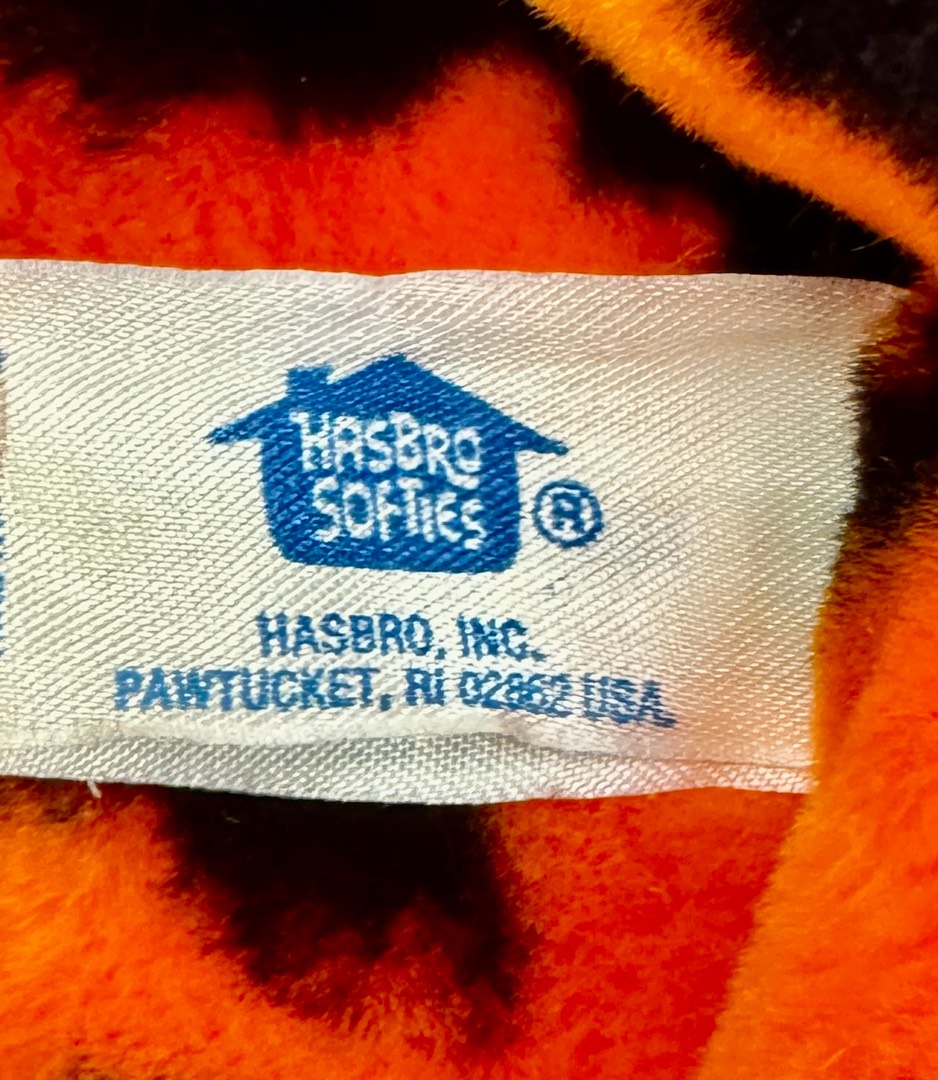 HASBRO
SOFTIES
®
HASBRO, INC.
PAWTUCKET, RI 02862 USA